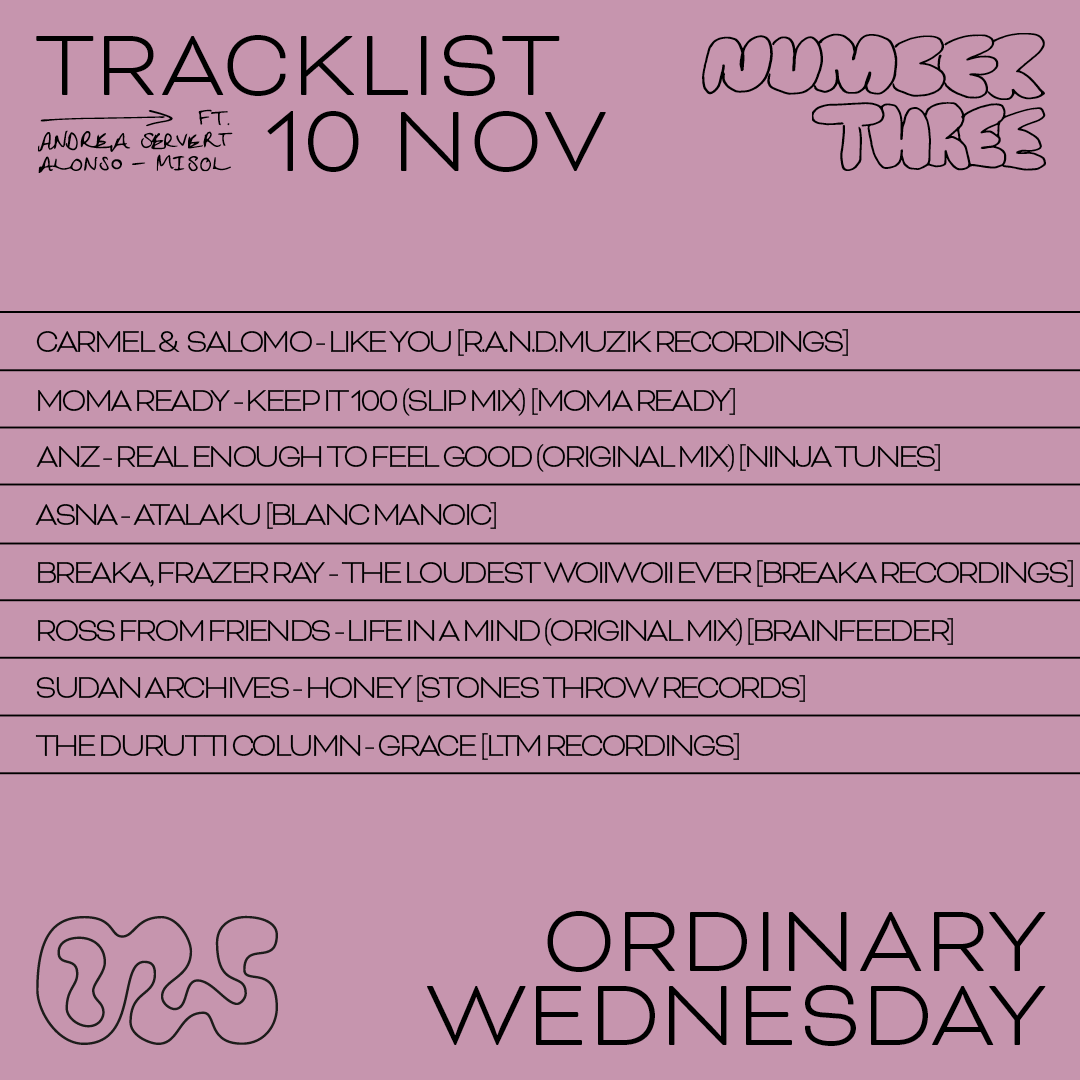 TRACKLIST
FT.
ANDREA SERVERT
ALONSO – MISOL
10 NOV
NUMBER
THREE
CARMEL & SALOMO - LIKE YOU [R.A.N.D.MUZIK RECORDINGS]
MOMA READY - KEEP IT 100 (SLIP MIX) [MOMA READY]
ANZ - REAL ENOUGH TO FEEL GOOD (ORIGINAL MIX) [NINJA TUNES]
ASNA - ATALAKU [BLANC MANOIC]
BREAKA, FRAZER RAY - THE LOUDEST WOIIWOII EVER [BREAKA RECORDINGS]
ROSS FROM FRIENDS - LIFE IN A MIND (ORIGINAL MIX) [BRAINFEEDER]
SUDAN ARCHIVES - HONEY [STONES THROW RECORDS]
THE DURUTTI COLUMN - GRACE [LTM RECORDINGS]
ORDINARY
WEDNESDAY